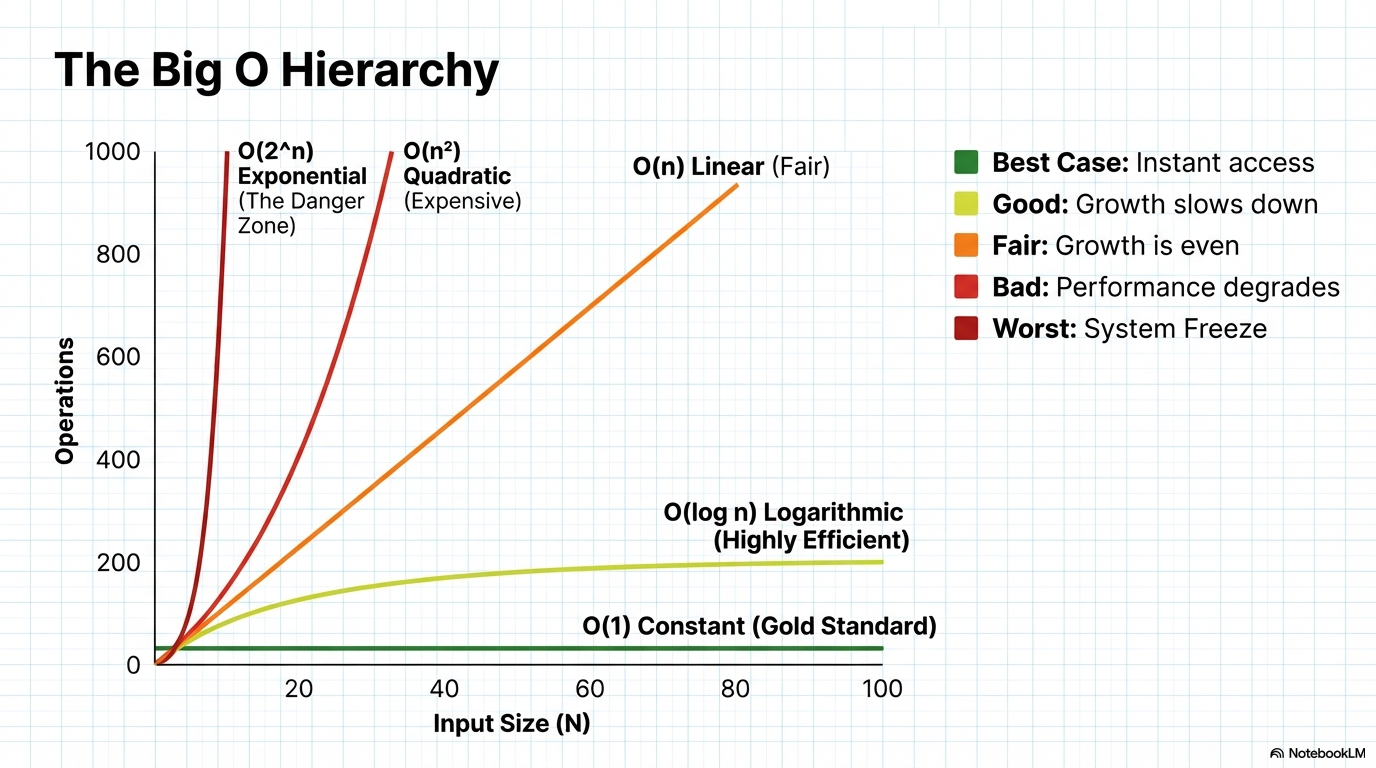 The Big O Hierarchy
1000
800
600
400
200
0
Operations
O(2^n)
Exponential
(The Danger
Zone)
O(n²)
Quadratic
(Expensive)
O(n) Linear (Fair)
O(log n) Logarithmic
(Highly Efficient)
O(1) Constant (Gold Standard)
20 40 60 80 100
Input Size (N)
Best Case: Instant access
Good: Growth slows down
Fair: Growth is even
Bad: Performance degrades
Worst: System Freeze
NotebookLM